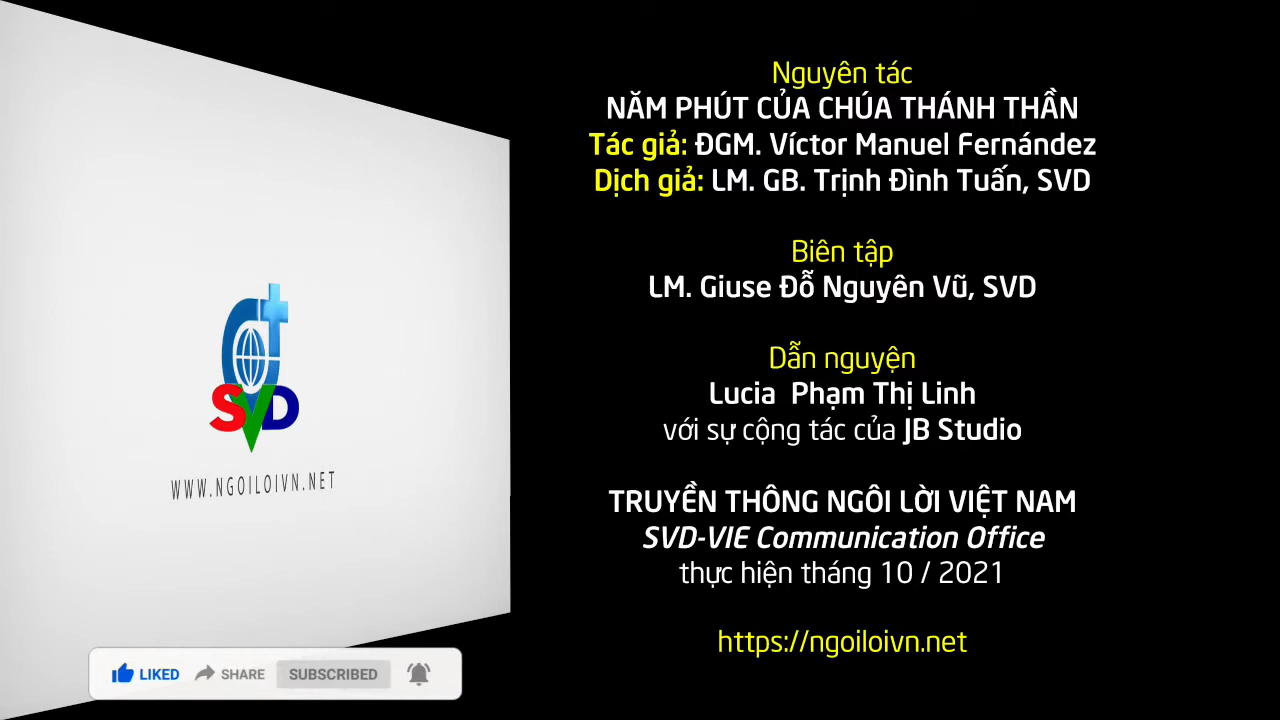 Nguyên tác
NĂM PHÚT CỦA CHÚA THÁNH THẦN
Tác giả: ĐGM. Víctor Manuel Fernández
Dịch giả: LM. GB. Trịnh Đình Tuấn, SVD
Biên tập
LM. Giuse Đỗ Nguyên Vũ, SVD
Dẫn nguyện
Lucia Phạm Thị Linh
với sự cộng tác của JB Studio
TRUYỀN THÔNG NGÔI LỜI VIỆT NAM
SVD-VIE Communication Office
thực hiện tháng 10 / 2021
https://ngoiloivn.net
SVD
WWW.NGOILOIVN.NET
LIKED SHARE SUBSCRIBED